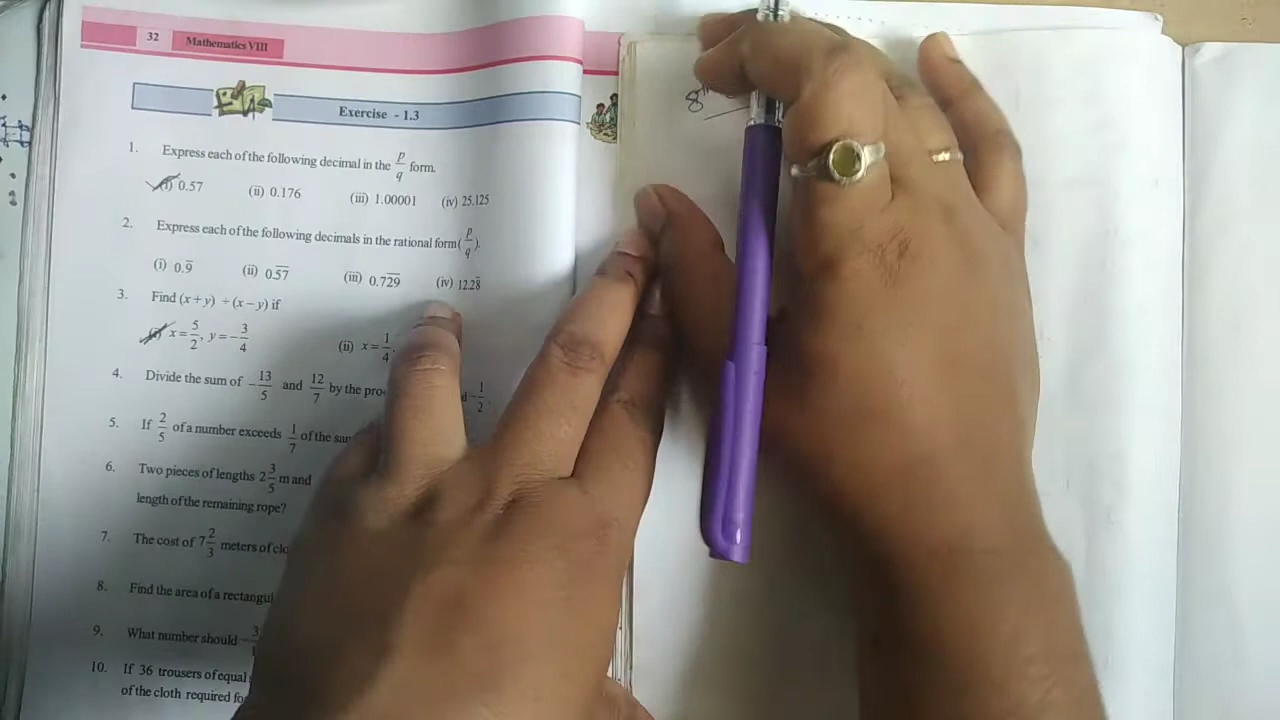 32 Mathematics VIII
Exercise - 1.3
1. Express each of the following decimal in the p/q form.
(i) 0.57 (ii) 0.176 (iii) 1.00001 (iv) 25.125
2. Express each of the following decimals in the rational form (p/q).
(i) 0.9̅ (ii) 0.5̅7̅ (iii) 0.72̅9̅ (iv) 12.28̅
3. Find (x + y) ÷ (x − y) if
x = 5/2, y = −3/4 (ii) x = 1/4,
4. Divide the sum of −13/5 and 12/7 by the −1/2.
5. If 2/5 of a number exceeds 1/7 of the
6. Two pieces of lengths 2 3/5 m and
length of the remaining rope?
7. The cost of 7 2/3 meters of
8. Find the area of a
9. What number should
10. If 36 trousers of equal
of the cloth required
8th